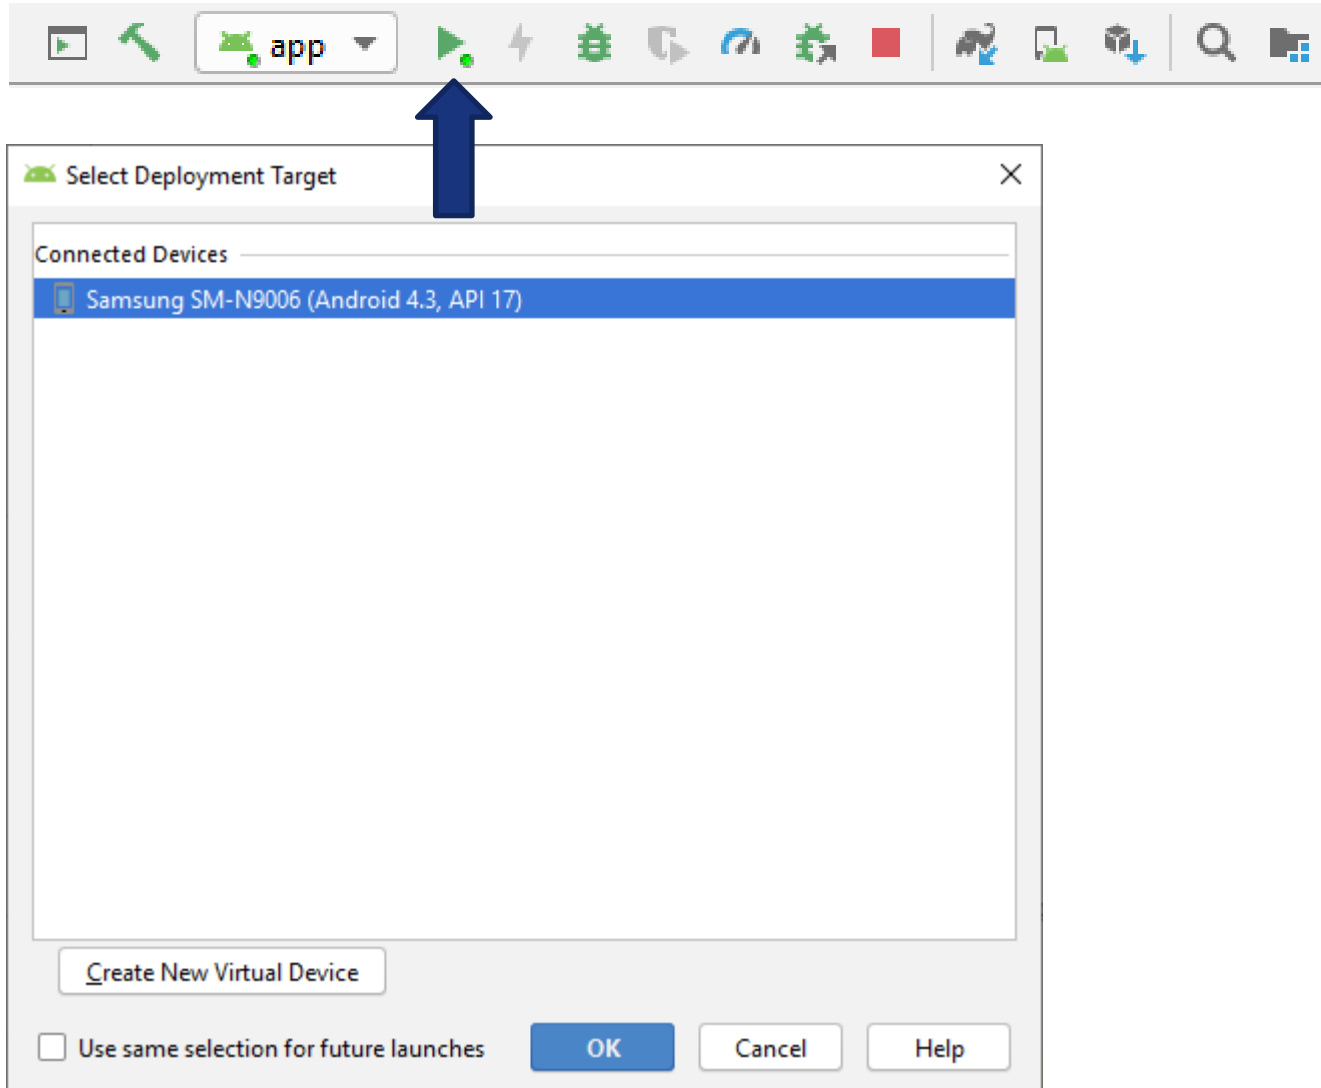 app
Select Deployment Target
Connected Devices
Samsung SM-N9006 (Android 4.3, API 17)
Create New Virtual Device
Use same selection for future launches
OK
Cancel
Help